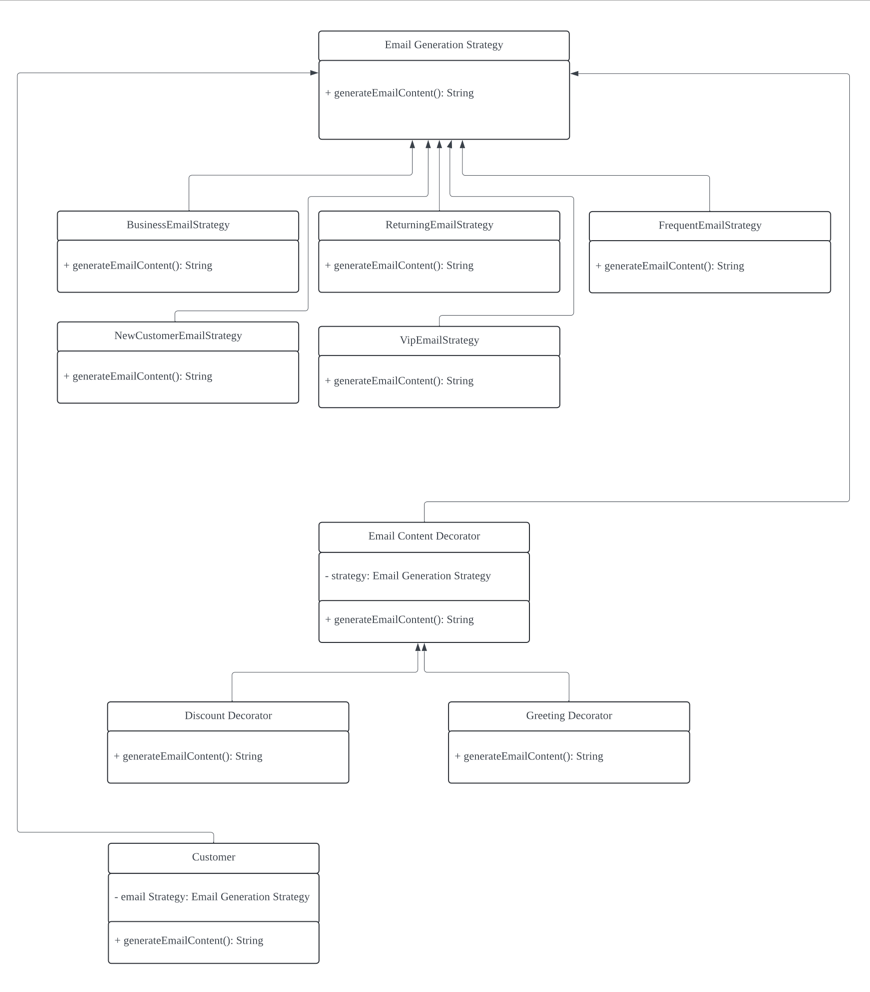 Email Generation Strategy
+ generateEmailContent(): String
BusinessEmailStrategy
+ generateEmailContent(): String
ReturningEmailStrategy
+ generateEmailContent(): String
FrequentEmailStrategy
+ generateEmailContent(): String
NewCustomerEmailStrategy
+ generateEmailContent(): String
VipEmailStrategy
+ generateEmailContent(): String
Email Content Decorator
- strategy: Email Generation Strategy
+ generateEmailContent(): String
Discount Decorator
+ generateEmailContent(): String
Greeting Decorator
+ generateEmailContent(): String
Customer
- email Strategy: Email Generation Strategy
+ generateEmailContent(): String